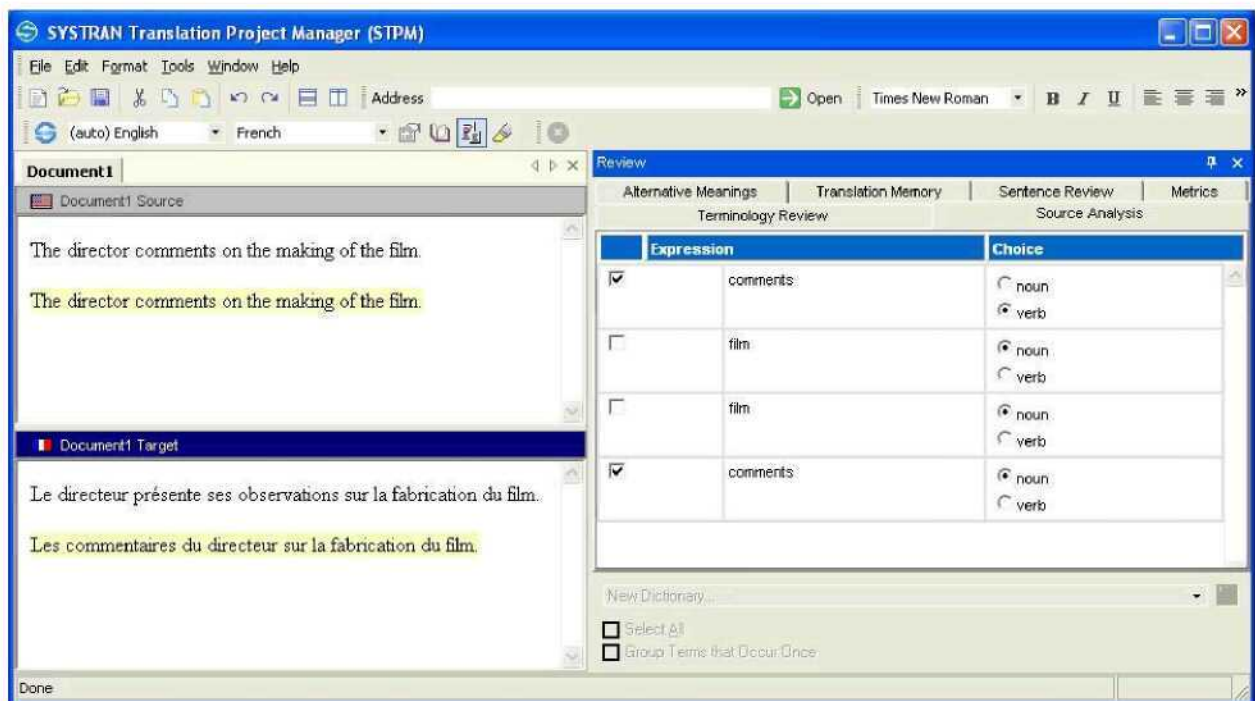 SYSTRAN Translation Project Manager (STPM)
File Edit Format Tools Window Help
Address
Open
Times New Roman
B I U
»
(auto) English
French
Document1
Document1 Source
The director comments on the making of the film.
The director comments on the making of the film.
Document1 Target
Le directeur présente ses observations sur la fabrication du film.
Les commentaires du directeur sur la fabrication du film.
Review
Alternative Meanings
Translation Memory
Sentence Review
Metrics
Terminology Review
Source Analysis
Expression
Choice
comments
noun
verb
film
noun
verb
film
noun
verb
comments
noun
verb
New Dictionary...
Select All
Group Terms that Occur Once
Done